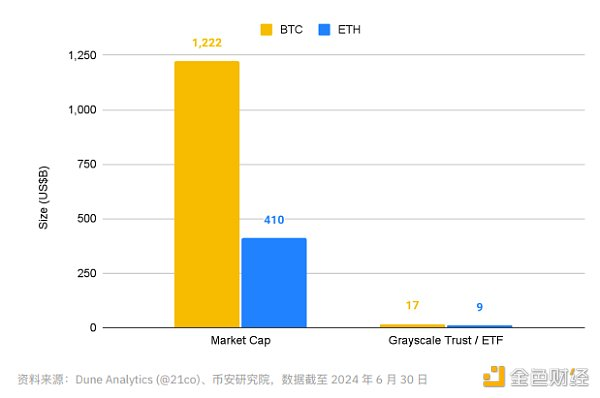 BTC ETH
1,222
1,250
1,000
750
500
410
250
17
9
0
Size (US$B)
Market Cap
Grayscale Trust / ETF
资料来源：Dune Analytics (@21co)、币安研究院，数据截至 2024 年 6 月 30 日
金色财经